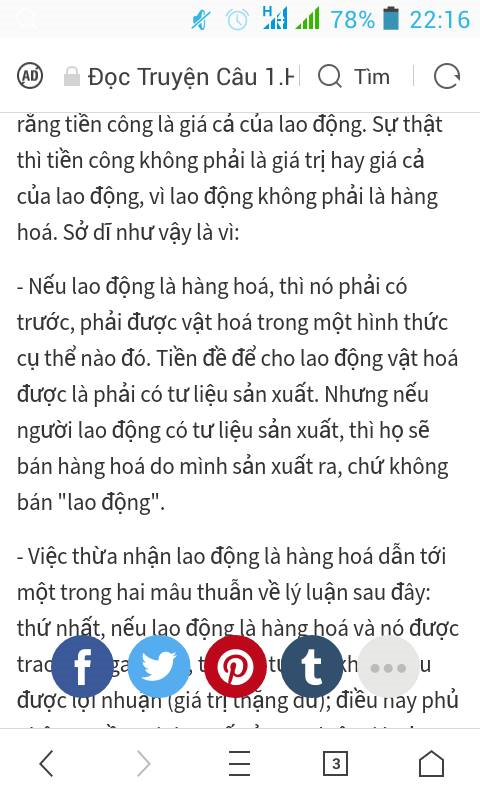 H 78% 22:16
AD Đọc Truyện Câu 1.H Tìm
rằng tiền công là giá cả của lao động. Sự thật
thì tiền công không phải là giá trị hay giá cả
của lao động, vì lao động không phải là hàng
hoá. Sở dĩ như vậy là vì:
- Nếu lao động là hàng hoá, thì nó phải có
trước, phải được vật hoá trong một hình thức
cụ thể nào đó. Tiền đề để cho lao động vật hoá
được là phải có tư liệu sản xuất. Nhưng nếu
người lao động có tư liệu sản xuất, thì họ sẽ
bán hàng hoá do mình sản xuất ra, chứ không
bán "lao động".
- Việc thừa nhận lao động là hàng hoá dẫn tới
một trong hai mâu thuẫn về lý luận sau đây:
thứ nhất, nếu lao động là hàng hoá và nó được
được lợi nhuận (giá trị thặng dư); điều này phủ
3